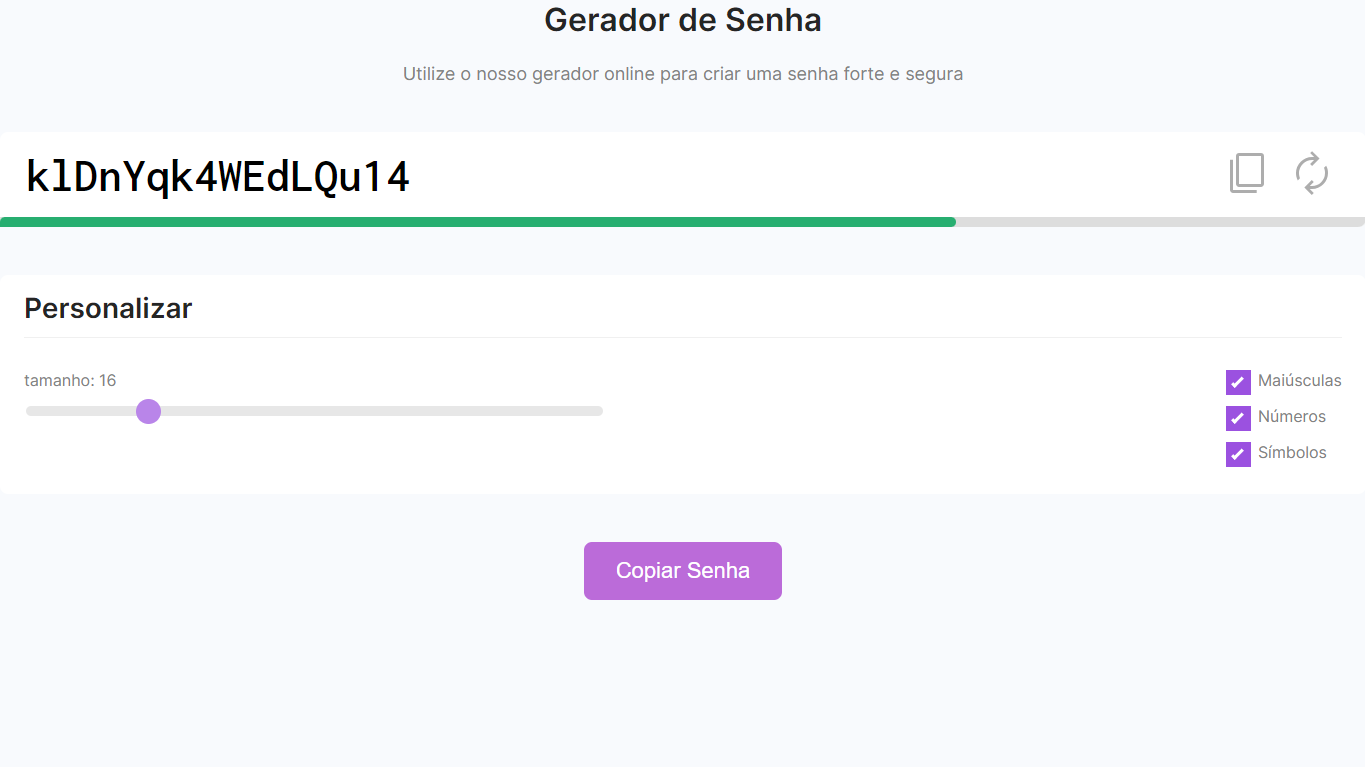 Gerador de Senha
Utilize o nosso gerador online para criar uma senha forte e segura
klDnYqk4WEdLQu14
Personalizar
tamanho: 16
Maiúsculas
Números
Símbolos
Copiar Senha